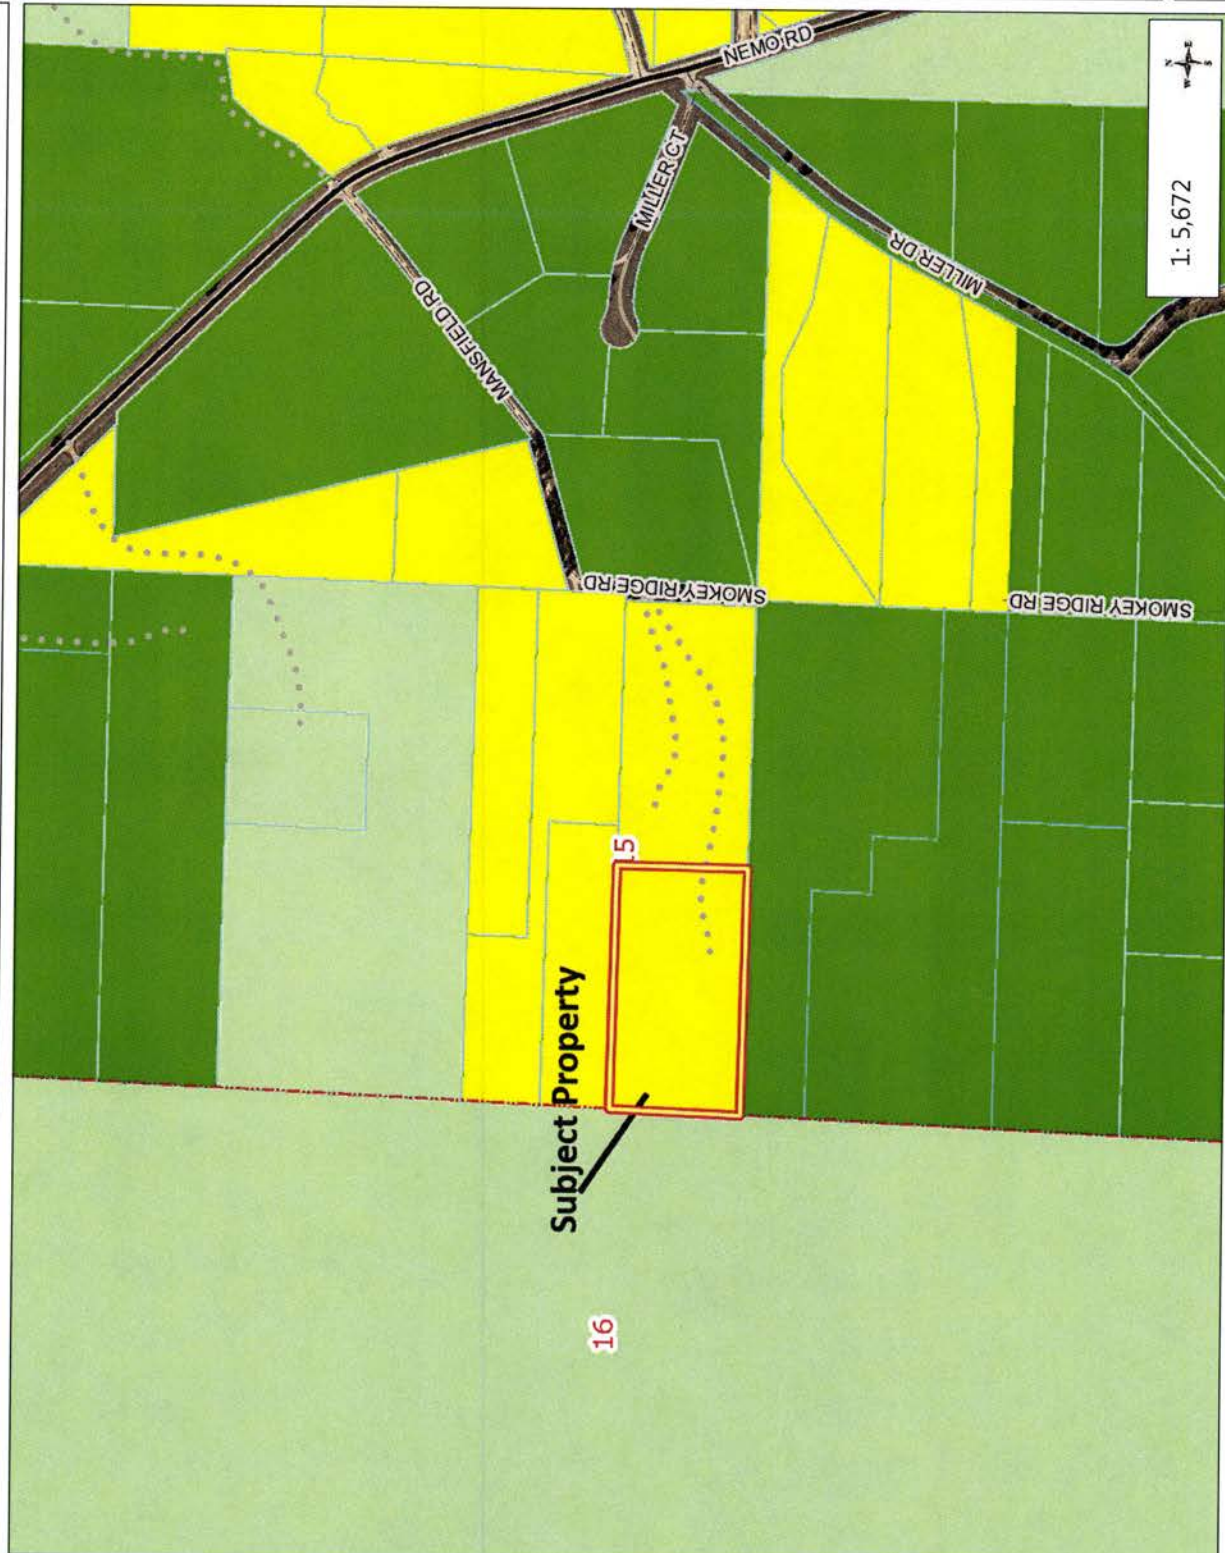 NEMO RD
MILLER CT
MANSFIELD RD
MILLER DR
SMOKEY RIDGE RD
SMOKEY RIDGE RD
15
Subject Property
16
N
W E
S
1: 5,672